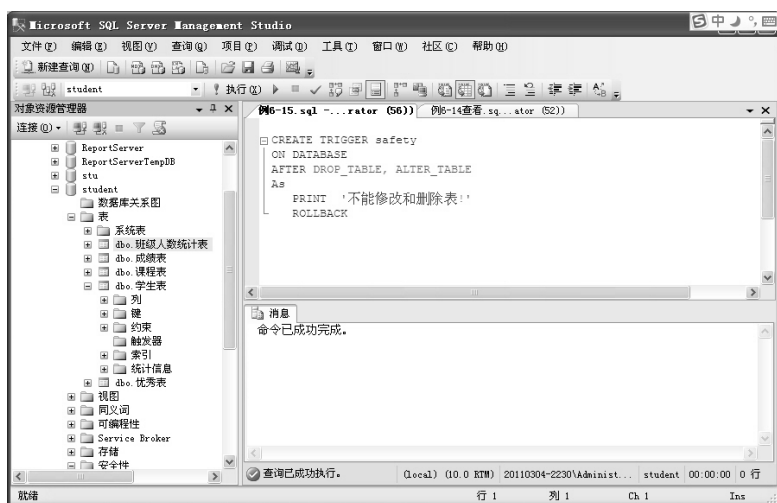 Microsoft SQL Server Management Studio
文件(F) 编辑(E) 视图(V) 查询(Q) 项目(P) 调试(D) 工具(T) 窗口(W) 社区(C) 帮助(H)
新建查询(N)
student 执行(X)
对象资源管理器
连接(O)
ReportServer
ReportServerTempDB
stu
student
数据库关系图
表
系统表
dbo.班级人数统计表
dbo.成绩表
dbo.课程表
dbo.学生表
列
键
约束
触发器
索引
统计信息
dbo.优秀表
视图
同义词
可编程性
Service Broker
存储
安全性
例6-15.sql -...rator (56)) 例6-14查看.sq...ator (52))
CREATE TRIGGER safety
ON DATABASE
AFTER DROP_TABLE, ALTER_TABLE
As
PRINT '不能修改和删除表!'
ROLLBACK
消息
命令已成功完成。
查询已成功执行。 (local) (10.0 RTM) 20110304-2230\Administ... student 00:00:00 0 行
就绪 行 1 列 1 Ch 1 Ins
中